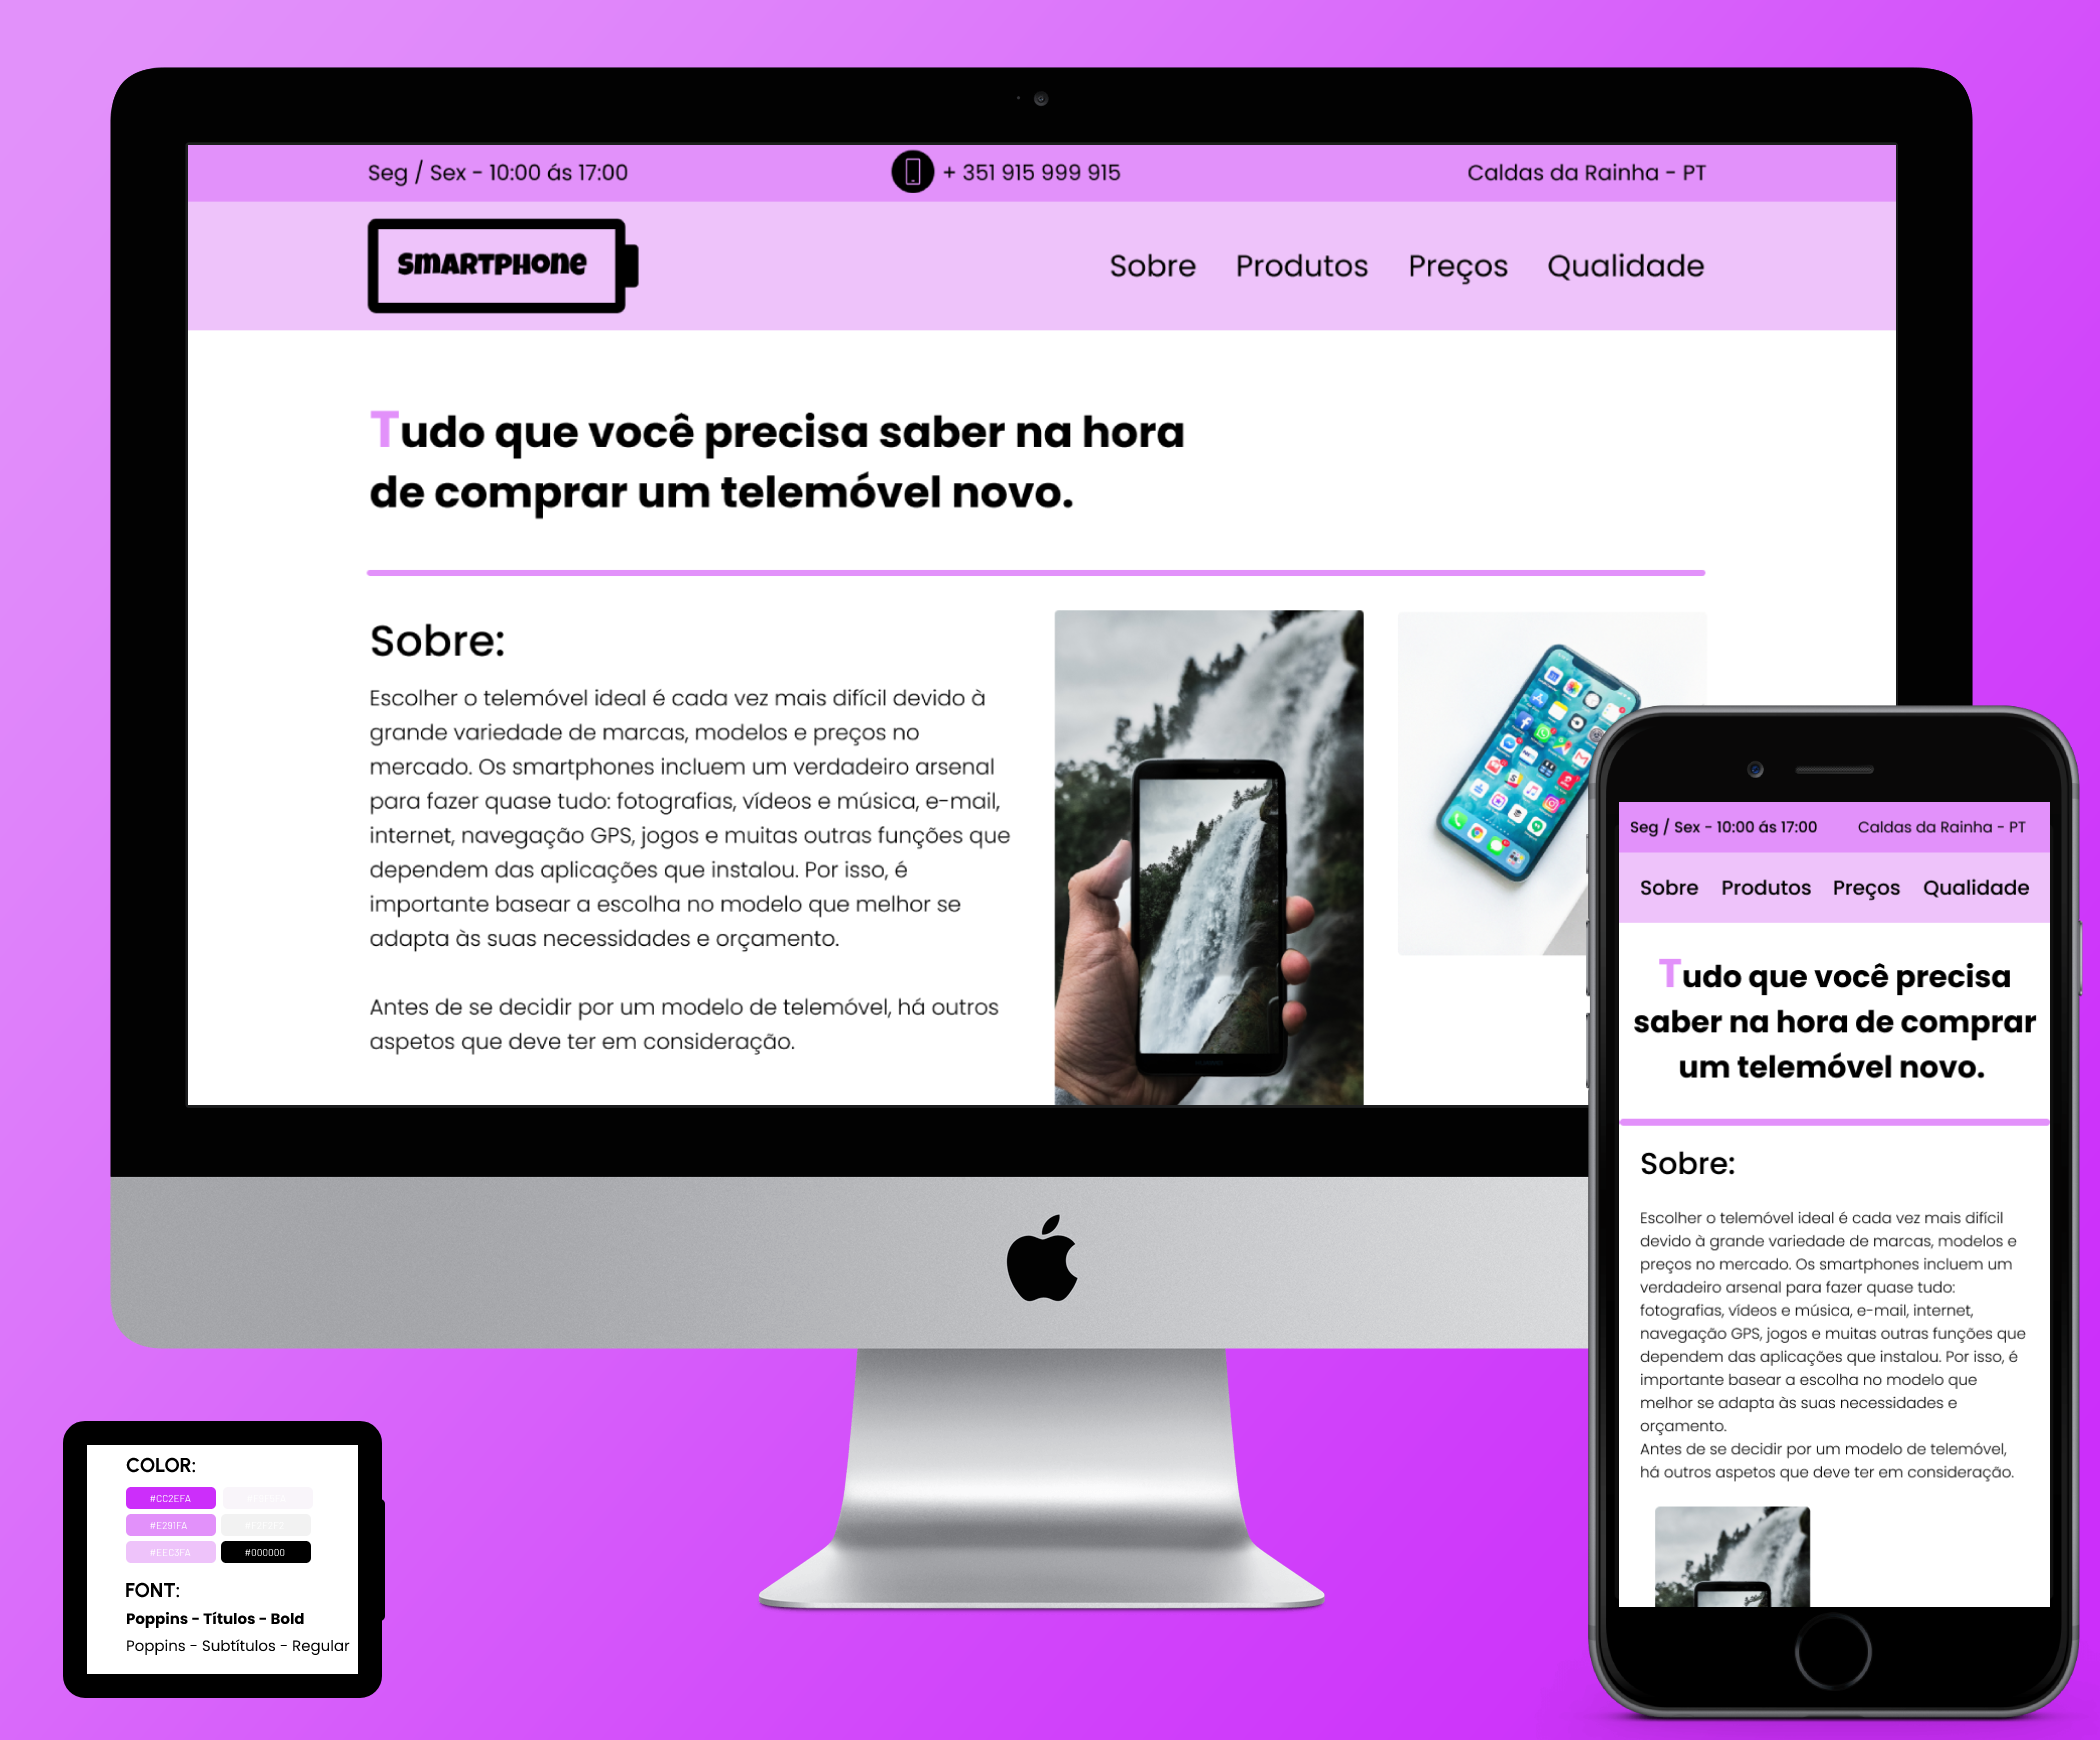 Seg / Sex - 10:00 ás 17:00
+ 351 915 999 915
Caldas da Rainha - PT
SMARTPHONE
Sobre
Produtos
Preços
Qualidade
Tudo que você precisa saber na hora
de comprar um telemóvel novo.
Sobre:
Escolher o telemóvel ideal é cada vez mais difícil devido à
grande variedade de marcas, modelos e preços no
mercado. Os smartphones incluem um verdadeiro arsenal
para fazer quase tudo: fotografias, vídeos e música, e-mail,
internet, navegação GPS, jogos e muitas outras funções que
dependem das aplicações que instalou. Por isso, é
importante basear a escolha no modelo que melhor se
adapta às suas necessidades e orçamento.
Antes de se decidir por um modelo de telemóvel, há outros
aspetos que deve ter em consideração.
Seg / Sex - 10:00 ás 17:00
Caldas da Rainha - PT
Sobre
Produtos
Preços
Qualidade
Tudo que você precisa
saber na hora de comprar
um telemóvel novo.
Sobre:
Escolher o telemóvel ideal é cada vez mais difícil
devido à grande variedade de marcas, modelos e
preços no mercado. Os smartphones incluem um
verdadeiro arsenal para fazer quase tudo:
fotografias, vídeos e música, e-mail, internet,
navegação GPS, jogos e muitas outras funções que
dependem das aplicações que instalou. Por isso, é
importante basear a escolha no modelo que
melhor se adapta às suas necessidades e
orçamento.
Antes de se decidir por um modelo de telemóvel,
há outros aspetos que deve ter em consideração.
COLOR:
#CC2EFA
#E291FA
#F2F2F2
#EEC3FA
#000000
FONT:
Poppins - Títulos - Bold
Poppins - Subtítulos - Regular